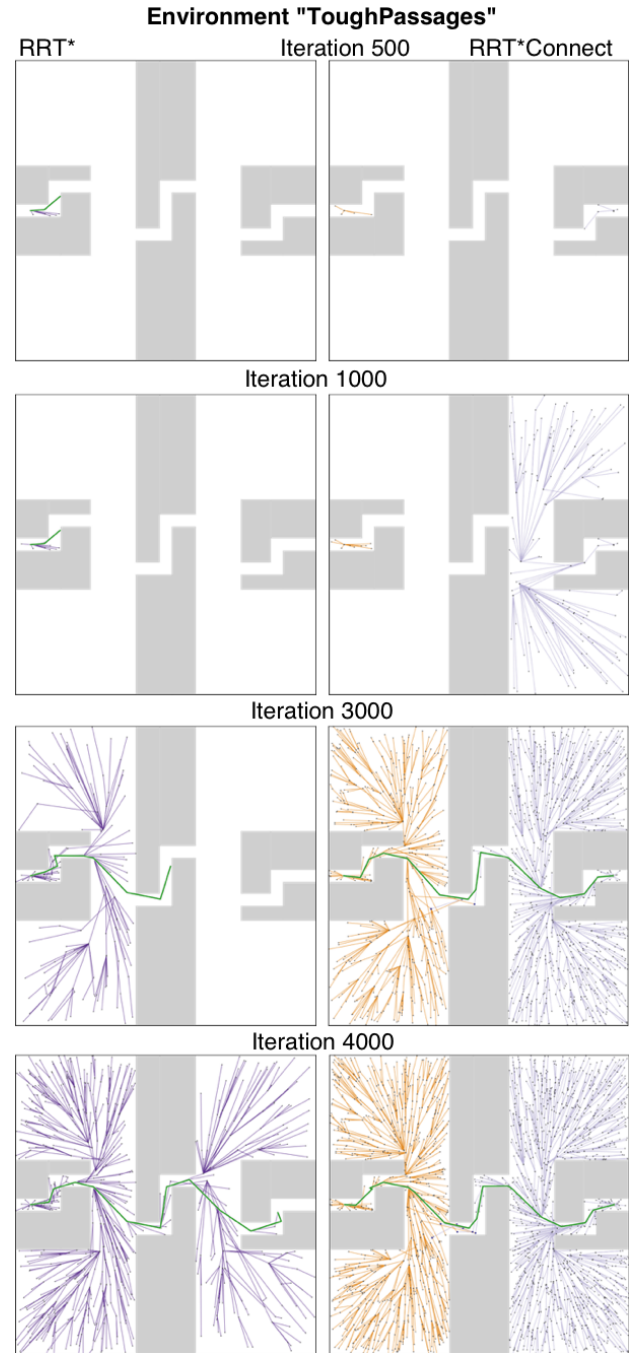 Environment "ToughPassages"
RRT* Iteration 500 RRT*Connect
Iteration 1000
Iteration 3000
Iteration 4000